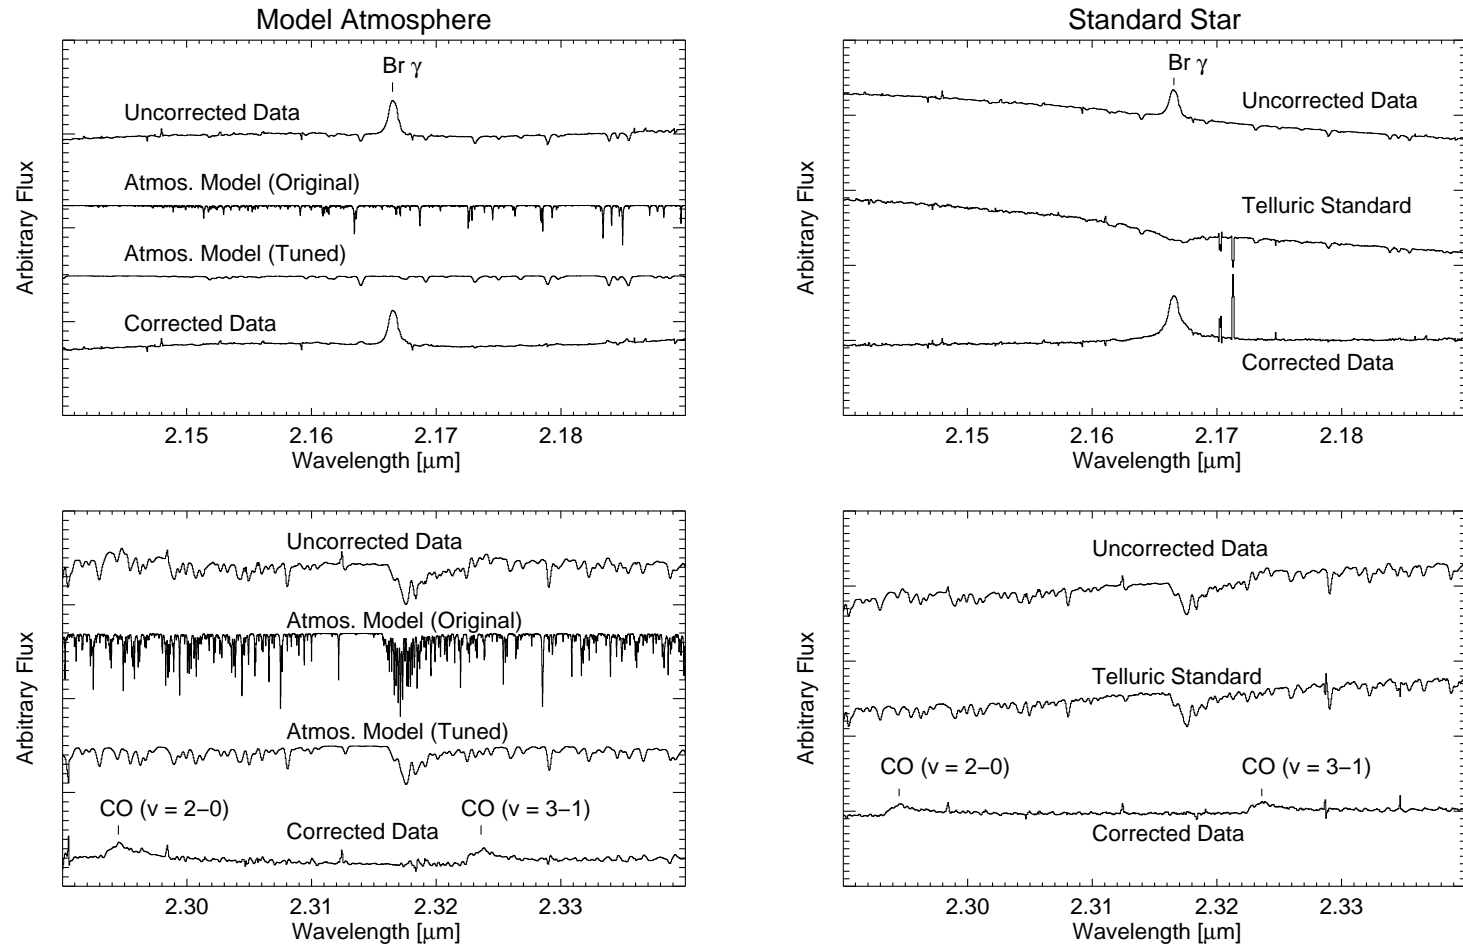 Model Atmosphere
Br γ
Uncorrected Data
Atmos. Model (Original)
Atmos. Model (Tuned)
Corrected Data
Arbitrary Flux
2.15 2.16 2.17 2.18
Wavelength [μm]
Standard Star
Br γ
Uncorrected Data
Telluric Standard
Corrected Data
Arbitrary Flux
2.15 2.16 2.17 2.18
Wavelength [μm]
Uncorrected Data
Atmos. Model (Original)
Atmos. Model (Tuned)
CO (v = 2−0) CO (v = 3−1)
Corrected Data
Arbitrary Flux
2.30 2.31 2.32 2.33
Wavelength [μm]
Uncorrected Data
Telluric Standard
CO (v = 2−0) CO (v = 3−1)
Corrected Data
Arbitrary Flux
2.30 2.31 2.32 2.33
Wavelength [μm]